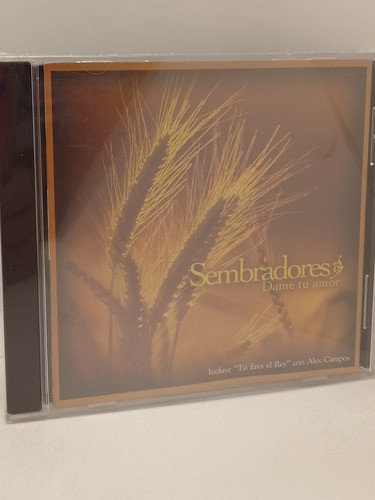 Sembradores
Dame tu amor
Incluye "Tú Eres el Rey" con Alex Campos